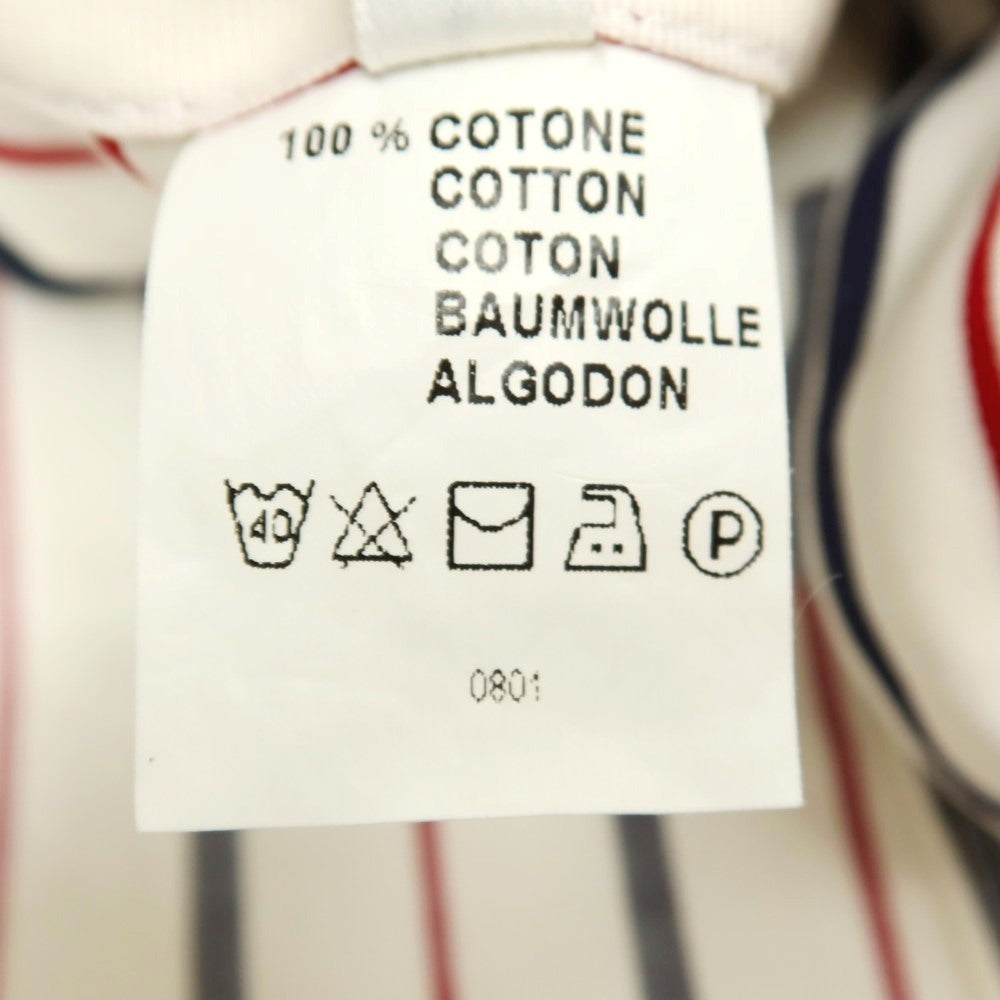 100 % COTONE
COTTON
COTON
BAUMWOLLE
ALGODON
40 P
0801